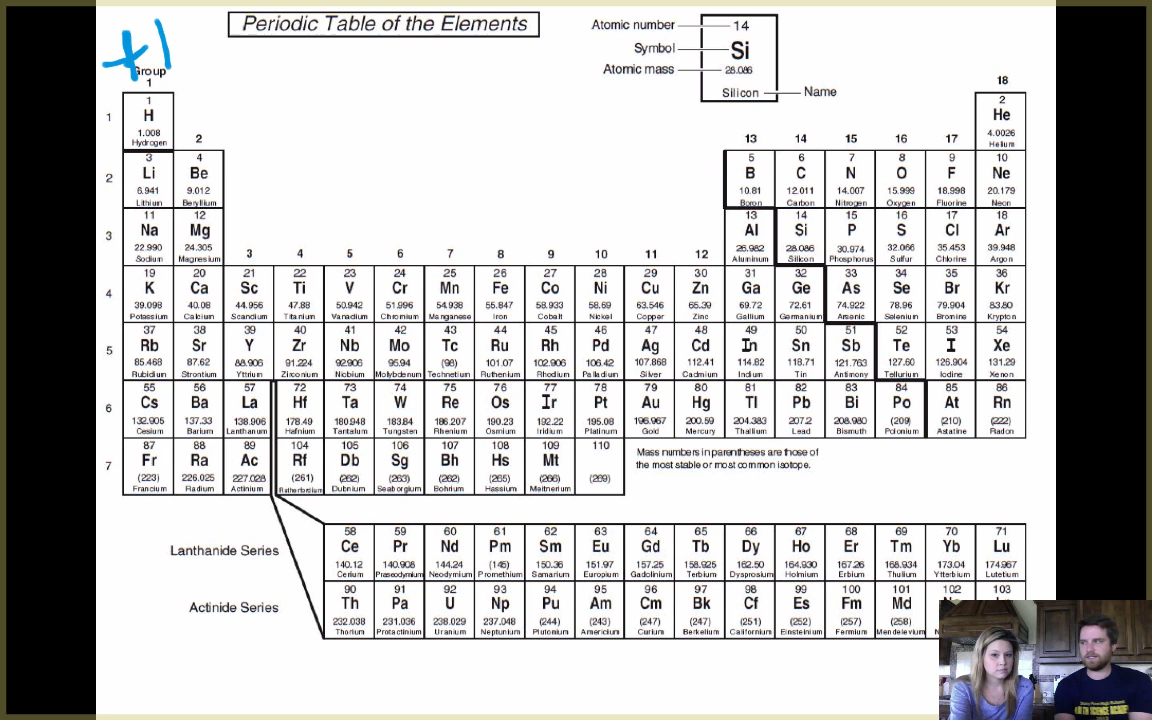 Periodic Table of the Elements
Atomic number 14
Symbol Si
Atomic mass 28.086
Silicon Name
+1
Group
1 18
1 2
1 H He
1.008 4.0026
Hydrogen Helium
2 13 14 15 16 17
3 4 5 6 7 8 9 10
2 Li Be B C N O F Ne
6.941 9.012 10.81 12.011 14.007 15.999 18.998 20.179
Lithium Beryllium Boron Carbon Nitrogen Oxygen Fluorine Neon
11 12 13 14 15 16 17 18
3 Na Mg Al Si P S Cl Ar
22.990 24.305 26.982 28.086 30.974 32.066 35.453 39.948
Sodium Magnesium Aluminum Silicon Phosphorus Sulfur Chlorine Argon
3 4 5 6 7 8 9 10 11 12
19 20 21 22 23 24 25 26 27 28 29 30 31 32 33 34 35 36
4 K Ca Sc Ti V Cr Mn Fe Co Ni Cu Zn Ga Ge As Se Br Kr
39.098 40.08 44.956 47.88 50.942 51.996 54.938 55.847 58.933 58.69 63.546 65.39 69.72 72.61 74.922 78.96 79.904 83.80
Potassium Calcium Scandium Titanium Vanadium Chromium Manganese Iron Cobalt Nickel Copper Zinc Gallium Germanium Arsenic Selenium Bromine Krypton
37 38 39 40 41 42 43 44 45 46 47 48 49 50 51 52 53 54
5 Rb Sr Y Zr Nb Mo Tc Ru Rh Pd Ag Cd In Sn Sb Te I Xe
85.468 87.62 88.906 91.224 92.906 95.94 (98) 101.07 102.906 106.42 107.868 112.41 114.82 118.71 121.763 127.60 126.904 131.29
Rubidium Strontium Yttrium Zirconium Niobium Molybdenum Technetium Ruthenium Rhodium Palladium Silver Cadmium Indium Tin Antimony Tellurium Iodine Xenon
55 56 57 72 73 74 75 76 77 78 79 80 81 82 83 84 85 86
6 Cs Ba La Hf Ta W Re Os Ir Pt Au Hg Tl Pb Bi Po At Rn
132.905 137.33 138.906 178.49 180.948 183.84 186.207 190.23 192.22 195.08 196.967 200.59 204.383 207.2 208.980 (209) (210) (222)
Cesium Barium Lanthanum Hafnium Tantalum Tungsten Rhenium Osmium Iridium Platinum Gold Mercury Thallium Lead Bismuth Polonium Astatine Radon
87 88 89 104 105 106 107 108 109 110
7 Fr Ra Ac Rf Db Sg Bh Hs Mt
(223) 226.025 227.028 (261) (262) (263) (262) (265) (266) (269)
Francium Radium Actinium Rutherfordium Dubnium Seaborgium Bohrium Hassium Meitnerium
Mass numbers in parentheses are those of
the most stable or most common isotope.
58 59 60 61 62 63 64 65 66 67 68 69 70 71
Lanthanide Series Ce Pr Nd Pm Sm Eu Gd Tb Dy Ho Er Tm Yb Lu
140.12 140.908 144.24 (145) 150.36 151.97 157.25 158.925 162.50 164.930 167.26 168.934 173.04 174.967
Cerium Praseodymium Neodymium Promethium Samarium Europium Gadolinium Terbium Dysprosium Holmium Erbium Thulium Ytterbium Lutetium
90 91 92 93 94 95 96 97 98 99 100 101 102 103
Actinide Series Th Pa U Np Pu Am Cm Bk Cf Es Fm Md
232.038 231.036 238.029 237.048 (244) (243) (247) (247) (251) (252) (257) (258)
Thorium Protactinium Uranium Neptunium Plutonium Americium Curium Berkelium Californium Einsteinium Fermium Mendelevium